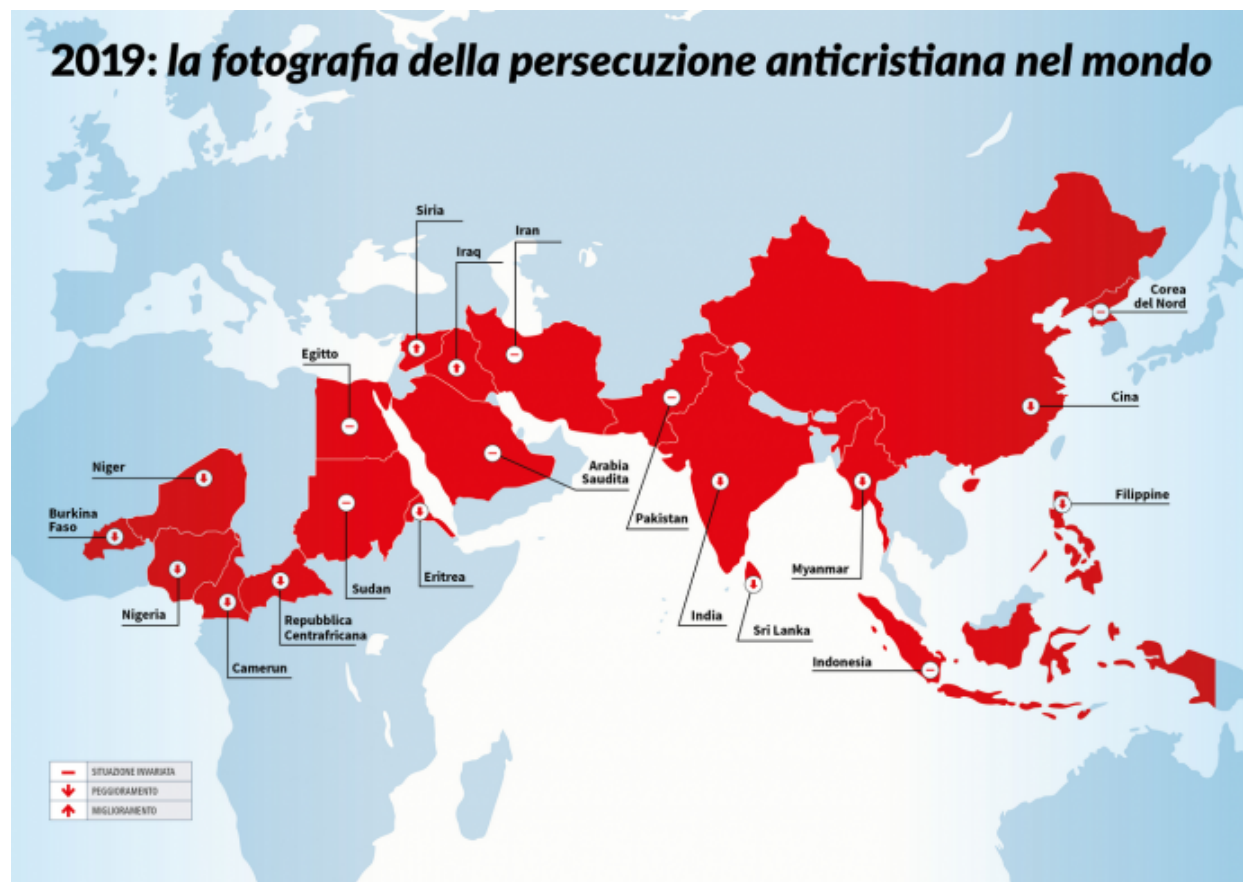 2019: la fotografia della persecuzione anticristiana nel mondo
Siria
Iran
Iraq
Corea
del Nord
Egitto
Cina
Niger
Arabia
Saudita
Filippine
Burkina
Faso
Pakistan
Myanmar
Eritrea
Sudan
Nigeria
Repubblica
Centrafricana
India
Sri Lanka
Camerun
Indonesia
SITUAZIONE INVARIATA
PEGGIORAMENTO
MIGLIORAMENTO